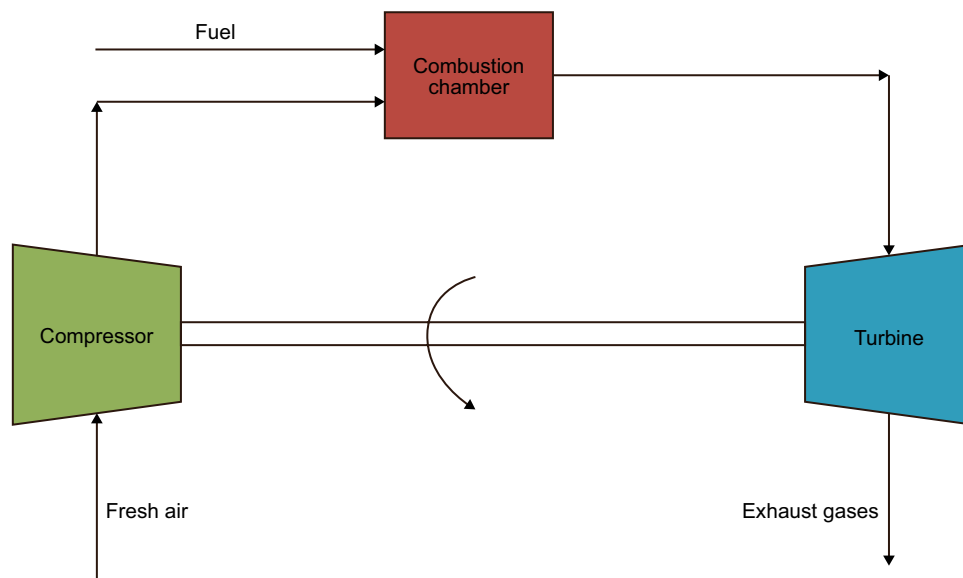 Fuel
Combustion
chamber
Compressor
Turbine
Fresh air
Exhaust gases